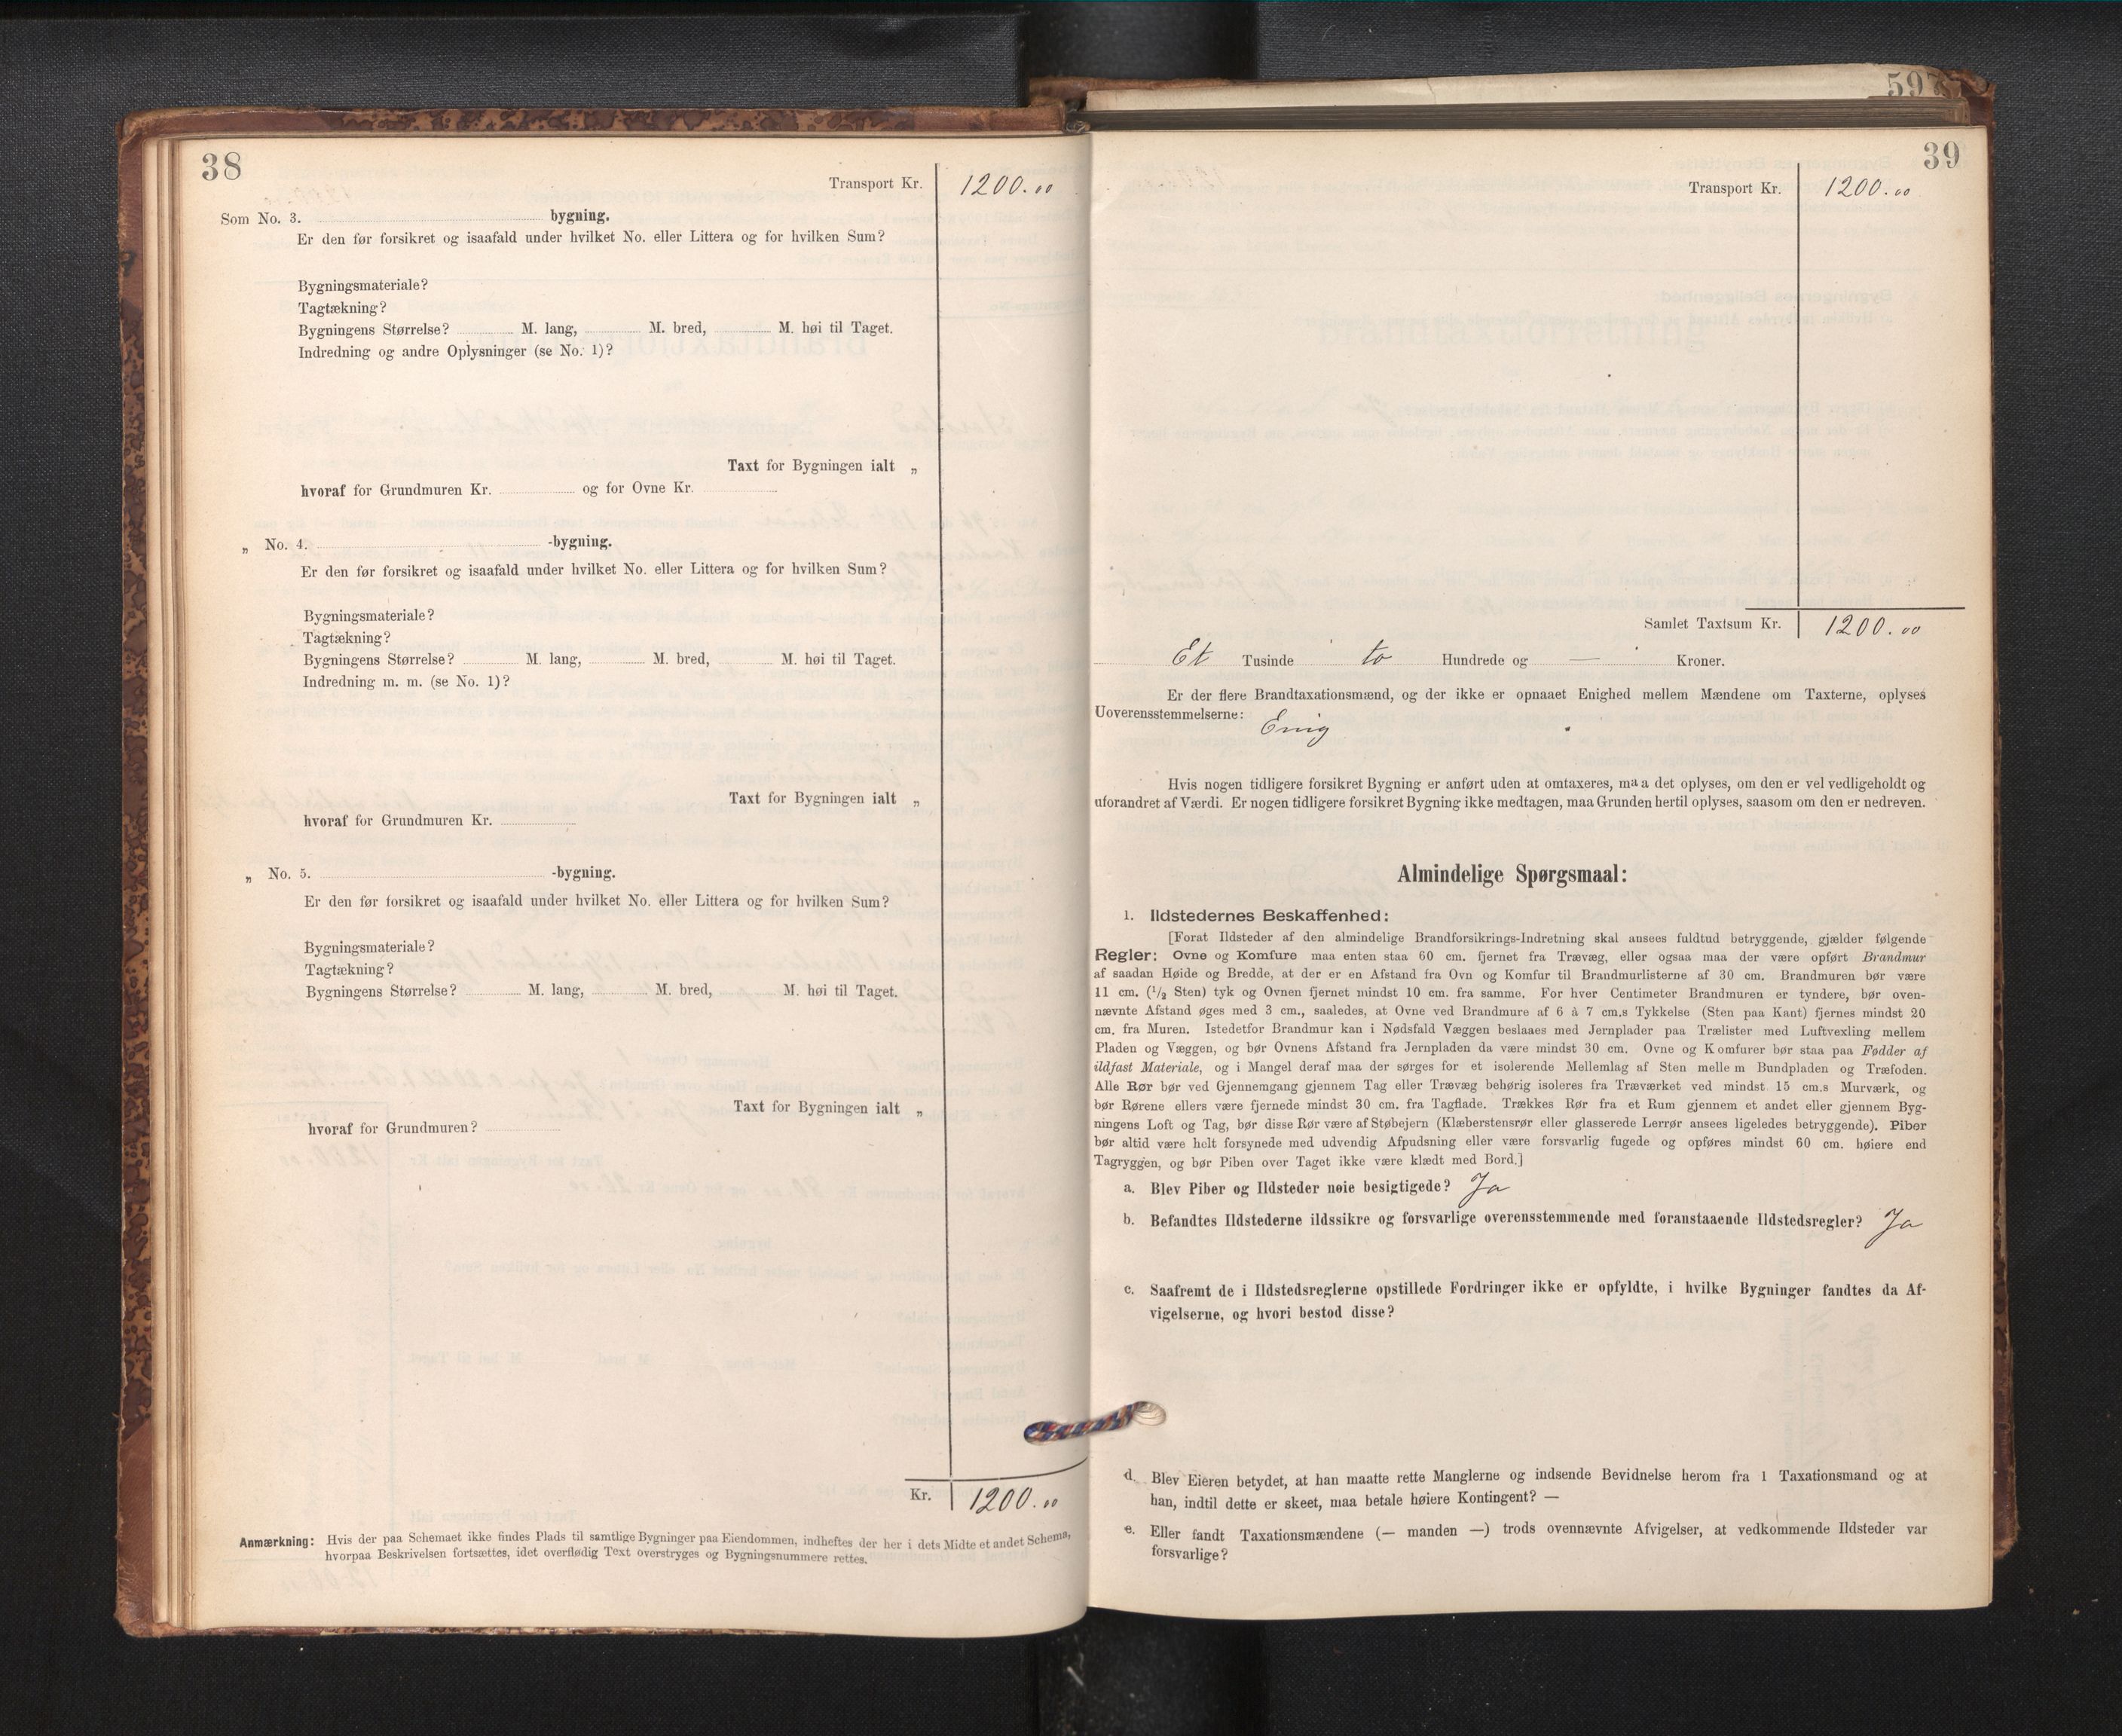 38
Transport Kr. 1200.00
Som No. 3. bygning.
Er den før forsikret og isaafald under hvilket No. eller Littera og for hvilken Sum?
Bygningsmateriale?
Tagtækning?
Bygningens Størrelse? M. lang, M. bred, M. høi til Taget.
Indredning og andre Oplysninger (se No. 1)?
Taxt for Bygningen ialt „
hvoraf for Grundmuren Kr. og for Ovne Kr.
„ No. 4. -bygning.
Er den før forsikret og isaafald under hvilket No. eller Littera og for hvilken Sum?
Bygningsmateriale?
Tagtækning?
Bygningens Størrelse? M. lang, M. bred, M. høi til Taget.
Indredning m. m. (se No. 1)?
Taxt for Bygningen ialt „
hvoraf for Grundmuren Kr.
„ No. 5. -bygning.
Er den før forsikret og isaafald under hvilket No. eller Littera og for hvilken Sum?
Bygningsmateriale?
Tagtækning?
Bygningens Størrelse? M. lang, M. bred, M. høi til Taget.
Taxt for Bygningen ialt „
hvoraf for Grundmuren?
Kr. 1200.00
Anmærkning: Hvis der paa Schemaet ikke findes Plads til samtlige Bygninger paa Eiendommen, indheftes der her i dets Midte et andet Schema,
hvorpaa Beskrivelsen fortsættes, idet overflødig Text overstryges og Bygningsnummere rettes.
597
39
Transport Kr. 1200.00
Samlet Taxtsum Kr. 1200.00
Et Tusinde to Hundrede og — Kroner.
Er der flere Brandtaxationsmænd, og der ikke er opnaaet Enighed mellem Mændene om Taxterne, oplyses
Uoverensstemmelserne: Enig
Hvis nogen tidligere forsikret Bygning er anført uden at omtaxeres, maa det oplyses, om den er vel vedligeholdt og
uforandret af Værdi. Er nogen tidligere forsikret Bygning ikke medtagen, maa Grunden hertil oplyses, saasom om den er nedreven.
Almindelige Spørgsmaal:
1. Ildstedernes Beskaffenhed:
[Forat Ildsteder af den almindelige Brandforsikrings-Indretning skal ansees fuldtud betryggende, gjælder følgende
Regler: Ovne og Komfure maa enten staa 60 cm. fjernet fra Trævæg, eller ogsaa maa der være opført Brandmur
af saadan Høide og Bredde, at der er en Afstand fra Ovn og Komfur til Brandmurlisterne af 30 cm. Brandmuren bør være
11 cm. (1/2 Sten) tyk og Ovnen fjernet mindst 10 cm. fra samme. For hver Centimeter Brandmuren er tyndere, bør oven-
nævnte Afstand øges med 3 cm., saaledes, at Ovne ved Brandmure af 6 à 7 cm.s Tykkelse (Sten paa Kant) fjernes mindst 20
cm. fra Muren. Istedetfor Brandmur kan i Nødsfald Væggen beslaaes med Jernplader paa Trælister med Luftvexling mellem
Pladen og Væggen, og bør Ovnens Afstand fra Jernpladen da være mindst 30 cm. Ovne og Komfurer bør staa paa Fødder af
ildfast Materiale, og i Mangel deraf maa der sørges for et isolerende Mellemlag af Sten mellem Bundpladen og Træfoden.
Alle Rør bør ved Gjennemgang gjennem Tag eller Trævæg behørig isoleres fra Træværket ved mindst 15 cm.s Murværk, og
bør Rørene ellers være fjernede mindst 30 cm. fra Tagflade. Trækkes Rør fra et Rum gjennem et andet eller gjennem Byg-
ningens Loft og Tag, bør disse Rør være af Støbejern (Klæberstensrør eller glasserede Lerrør ansees ligeledes betryggende). Piber
bør altid være helt forsynede med udvendig Afpudsning eller være forsvarlig fugede og opføres mindst 60 cm. høiere end
Tagryggen, og bør Piben over Taget ikke være klædt med Bord.]
a. Blev Piber og Ildsteder nøie besigtigede? Ja
b. Befandtes Ildstederne ildssikre og forsvarlige overensstemmende med foranstaaende Ildstedsregler? Ja
c. Saafremt de i Ildstedsreglerne opstillede Fordringer ikke er opfyldte, i hvilke Bygninger fandtes da Af-
vigelserne, og hvori bestod disse?
d. Blev Eieren betydet, at han maatte rette Manglerne og indsende Bevidnelse herom fra 1 Taxationsmand og at
han, indtil dette er skeet, maa betale høiere Kontingent? —
e. Eller fandt Taxationsmændene (— manden —) trods ovennævnte Afvigelser, at vedkommende Ildsteder var
forsvarlige?